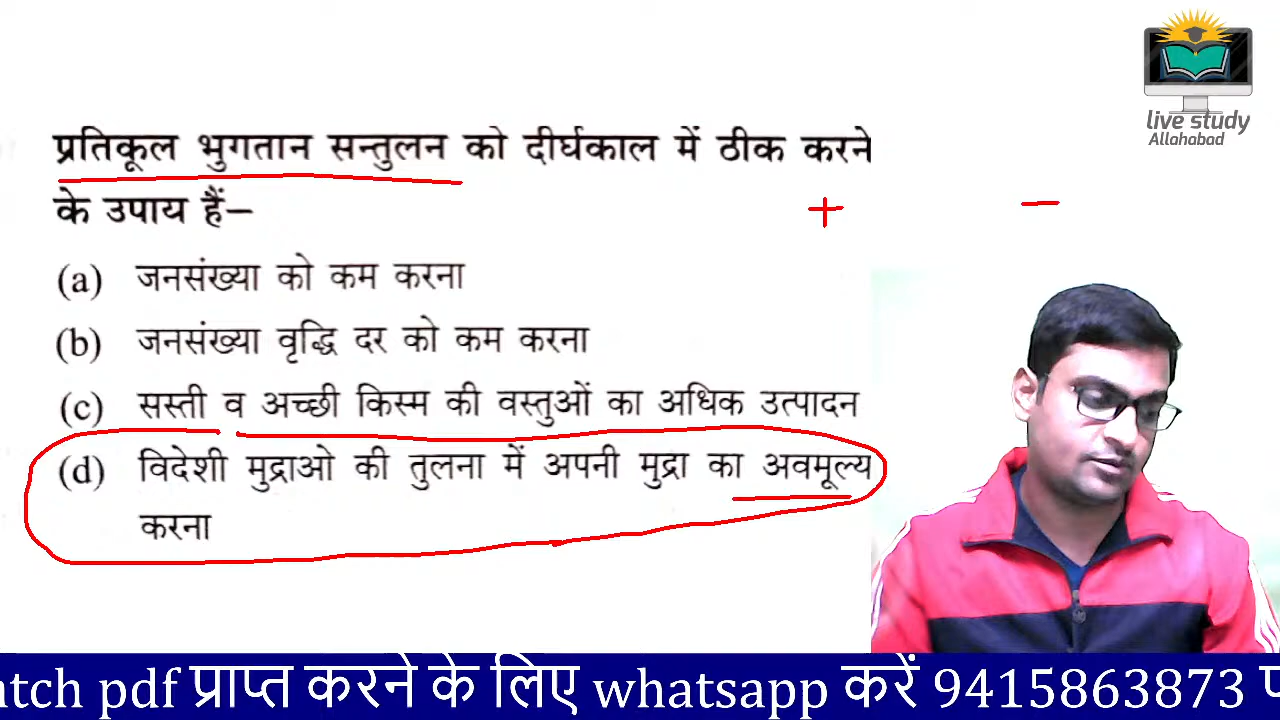 live study
Allahabad
प्रतिकूल भुगतान सन्तुलन को दीर्घकाल में ठीक करने
के उपाय हैं–
+ –
(a) जनसंख्या को कम करना
(b) जनसंख्या वृद्धि दर को कम करना
(c) सस्ती व अच्छी किस्म की वस्तुओं का अधिक उत्पादन
(d) विदेशी मुद्राओ की तुलना में अपनी मुद्रा का अवमूल्य
करना
pdf प्राप्त करने के लिए whatsapp करें 9415863873